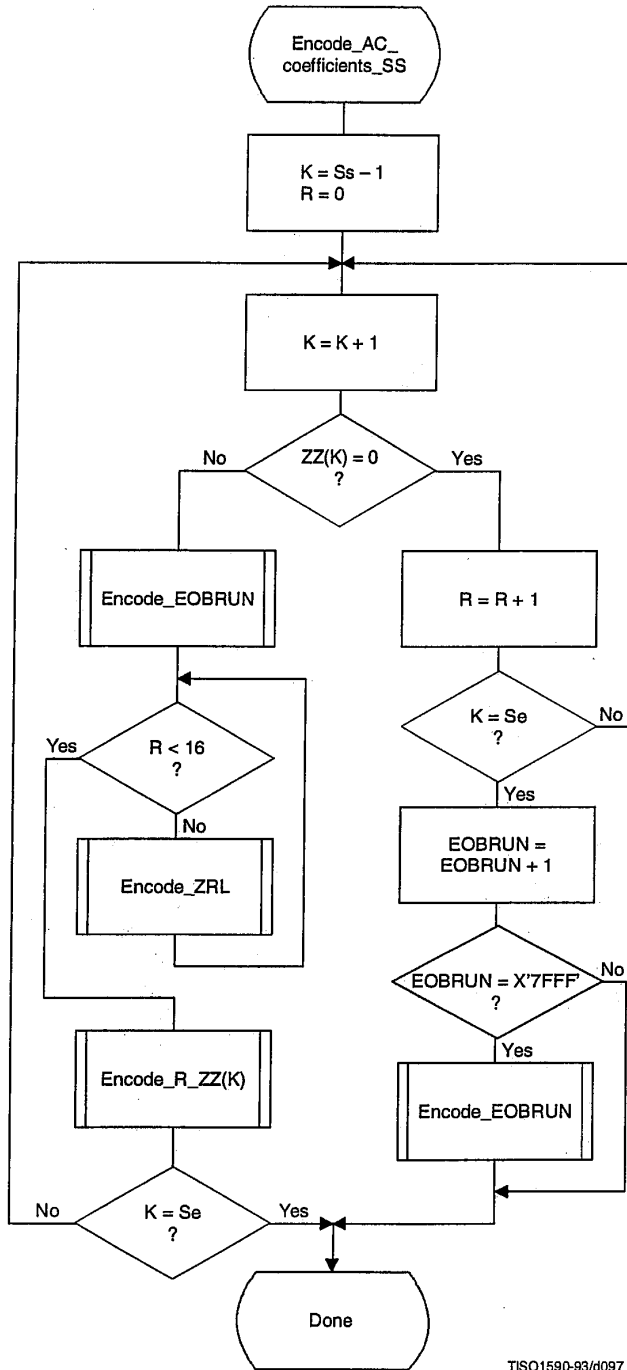 Encode_AC_
coefficients_SS
K = Ss – 1
R = 0
K = K + 1
ZZ(K) = 0
?
No
Yes
Encode_EOBRUN
R = R + 1
R < 16
?
Yes
No
K = Se
?
No
Yes
Encode_ZRL
EOBRUN =
EOBRUN + 1
EOBRUN = X'7FFF'
?
No
Yes
Encode_R_ZZ(K)
Encode_EOBRUN
K = Se
?
No
Yes
Done
TISO1590-93/d097